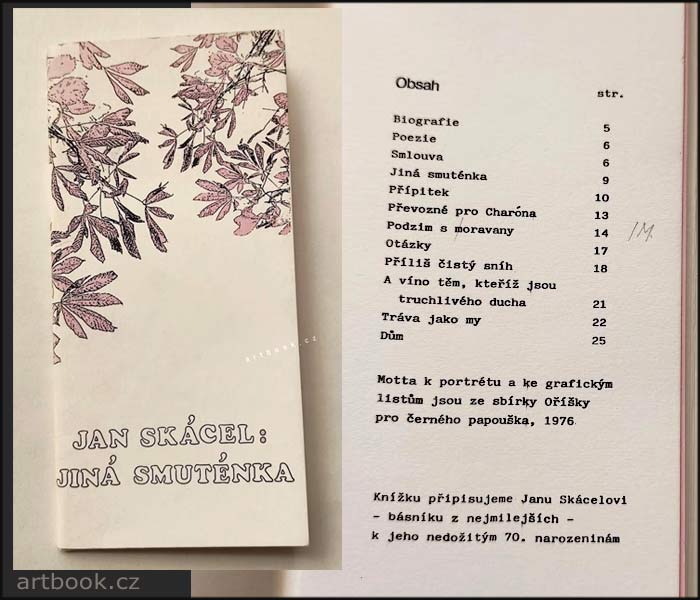 JAN SKÁCEL:
JINÁ SMUTÉNKA
artbook.cz
artbook.cz
Obsah str.
Biografie 5
Poezie 6
Smlouva 6
Jiná smuténka 9
Přípitek 10
Převozné pro Charóna 13
Podzim s moravany 14
Otázky 17
Příliš čistý sníh 18
A víno těm, kteříž jsou
truchlivého ducha 21
Tráva jako my 22
Dům 25
Motta k portrétu a ke grafickým
listům jsou ze sbírky Oříšky
pro černého papouška, 1976
Knížku připisujeme Janu Skácelovi
- básníku z nejmilejších -
k jeho nedožitým 70. narozeninám